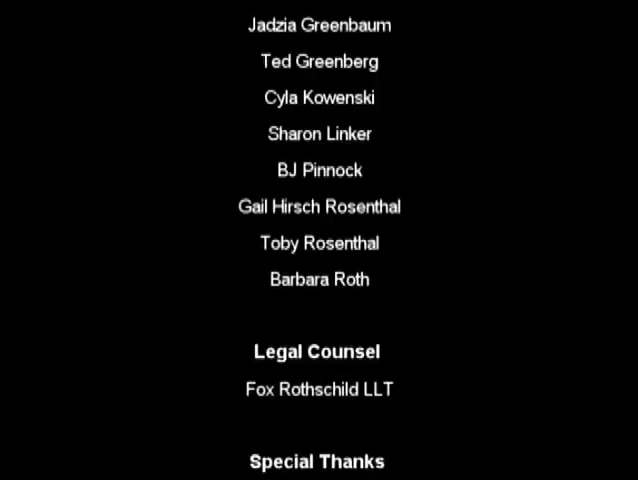 Jadzia Greenbaum
Ted Greenberg
Cyla Kowenski
Sharon Linker
BJ Pinnock
Gail Hirsch Rosenthal
Toby Rosenthal
Barbara Roth
Legal Counsel
Fox Rothschild LLT
Special Thanks